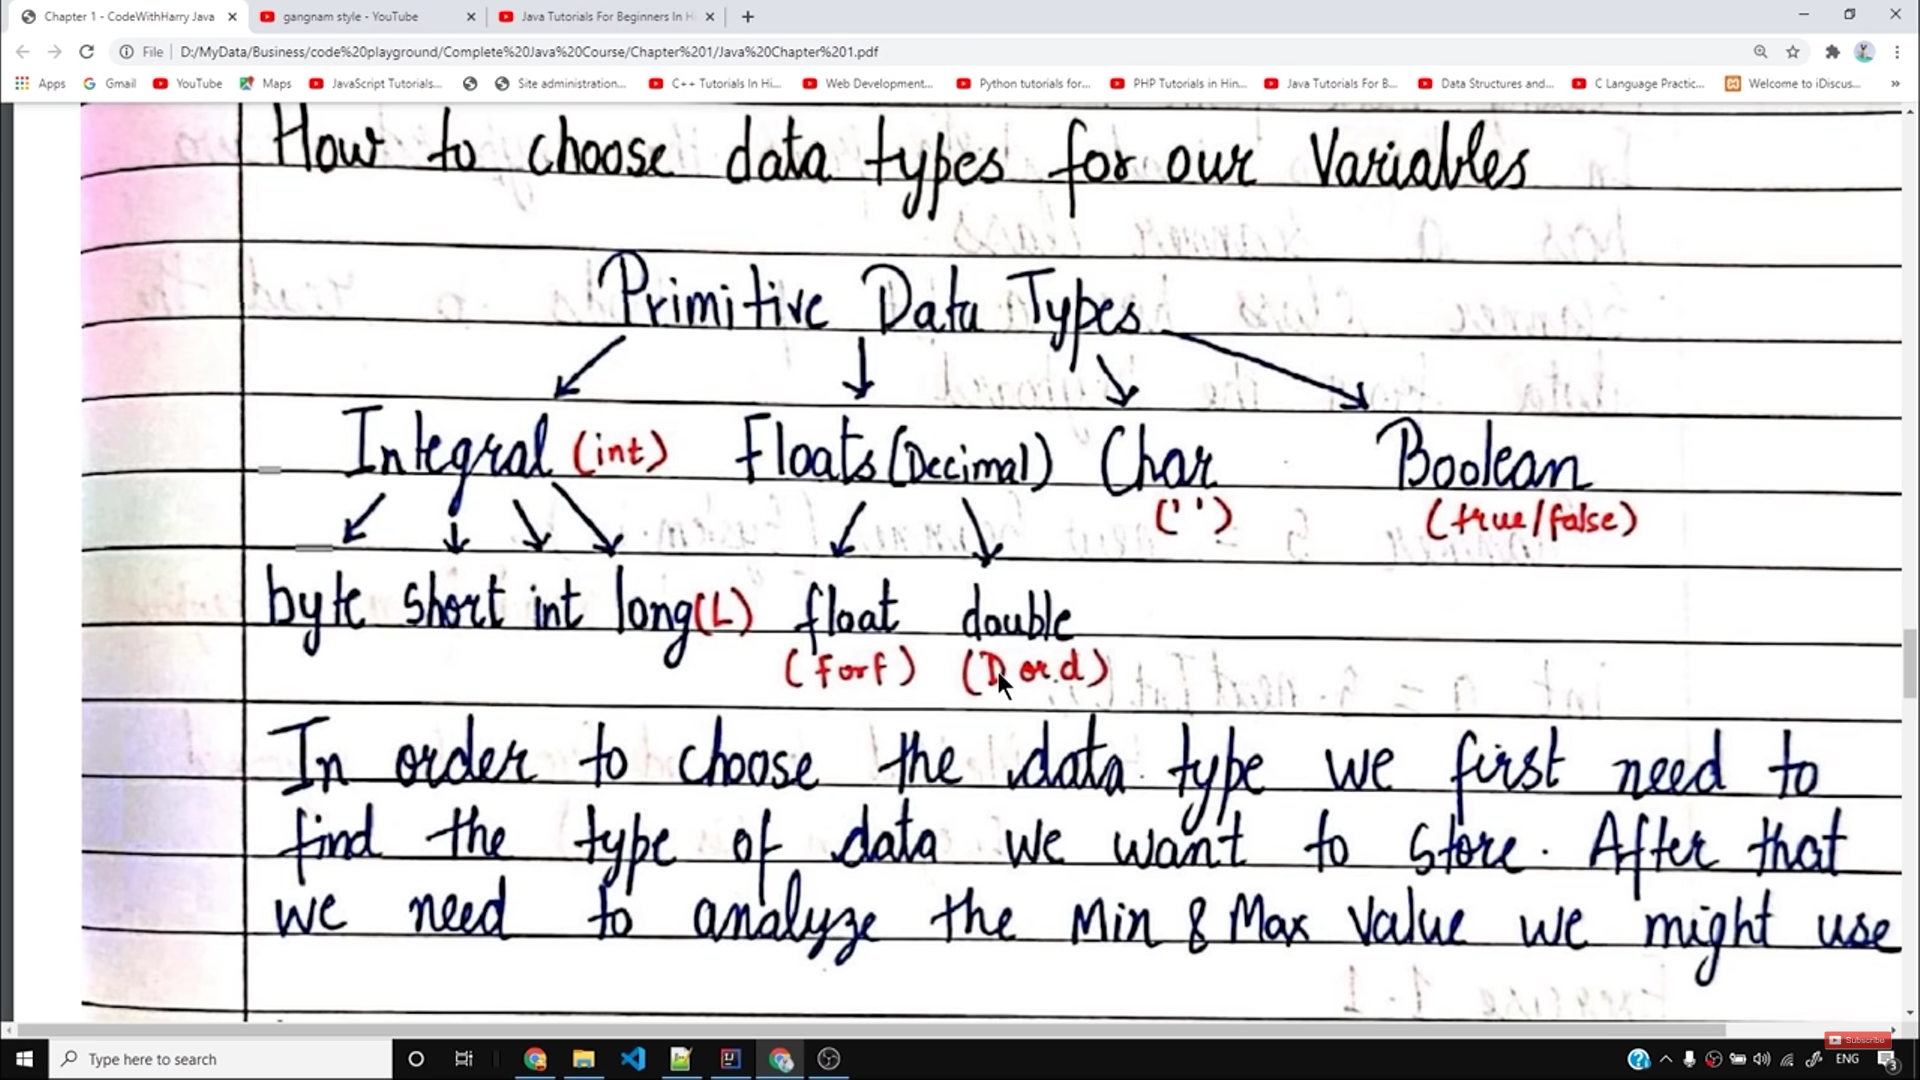 Chapter 1 - CodeWithHarry Java
gangnam style - YouTube
Java Tutorials For Beginners In H
File D:/MyData/Business/code%20playground/Complete%20Java%20Course/Chapter%201/Java%20Chapter%201.pdf
Apps Gmail YouTube Maps JavaScript Tutorials... Site administration... C++ Tutorials In Hi... Web Development... Python tutorials for... PHP Tutorials in Hin... Java Tutorials For B... Data Structures and... C Language Practic... Welcome to iDiscus... »
How to choose data types for our Variables
Primitive Data Types
Integral (int) Floats (Decimal) Char Boolean
(' ') (true/false)
byte short int long(L) float double
(F or f) (D or d)
In order to choose the data type we first need to
find the type of data we want to store. After that
we need to analyze the Min & Max Value we might use
Subscribe
Type here to search
ENG
3